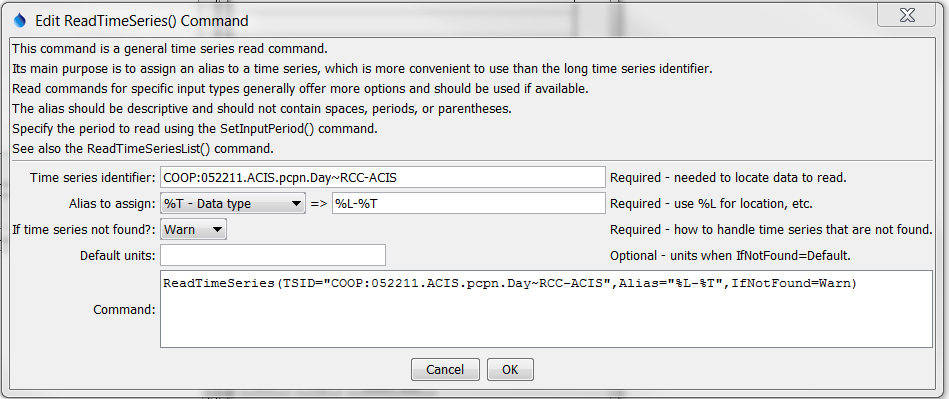 Edit ReadTimeSeries() Command
This command is a general time series read command.
Its main purpose is to assign an alias to a time series, which is more convenient to use than the long time series identifier.
Read commands for specific input types generally offer more options and should be used if available.
The alias should be descriptive and should not contain spaces, periods, or parentheses.
Specify the period to read using the SetInputPeriod() command.
See also the ReadTimeSeriesList() command.
Time series identifier: COOP:052211.ACIS.pcpn.Day~RCC-ACIS Required - needed to locate data to read.
Alias to assign: %T - Data type => %L-%T Required - use %L for location, etc.
If time series not found?: Warn Required - how to handle time series that are not found.
Default units: Optional - units when IfNotFound=Default.
ReadTimeSeries(TSID="COOP:052211.ACIS.pcpn.Day~RCC-ACIS",Alias="%L-%T",IfNotFound=Warn)
Command:
Cancel OK